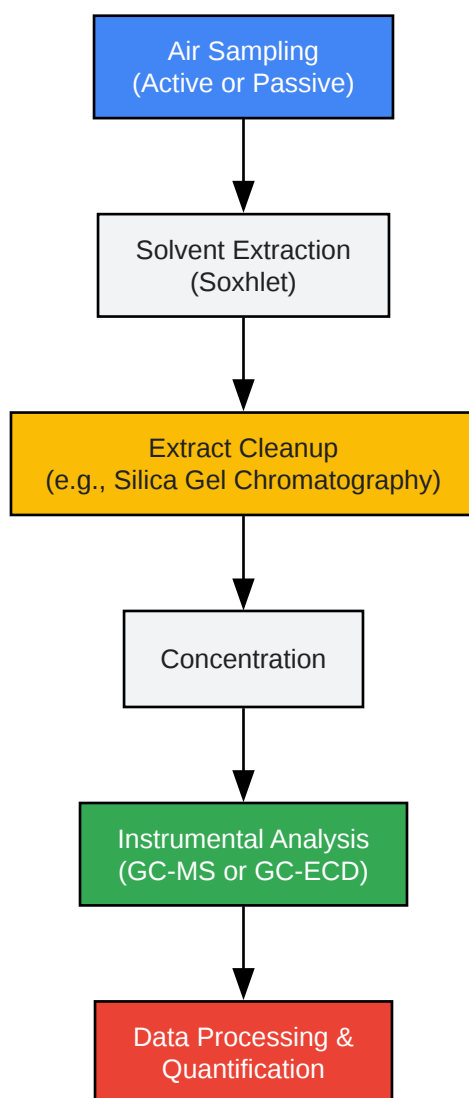 Air Sampling
(Active or Passive)
Solvent Extraction
(Soxhlet)
Extract Cleanup
(e.g., Silica Gel Chromatography)
Concentration
Instrumental Analysis
(GC-MS or GC-ECD)
Data Processing &
Quantification